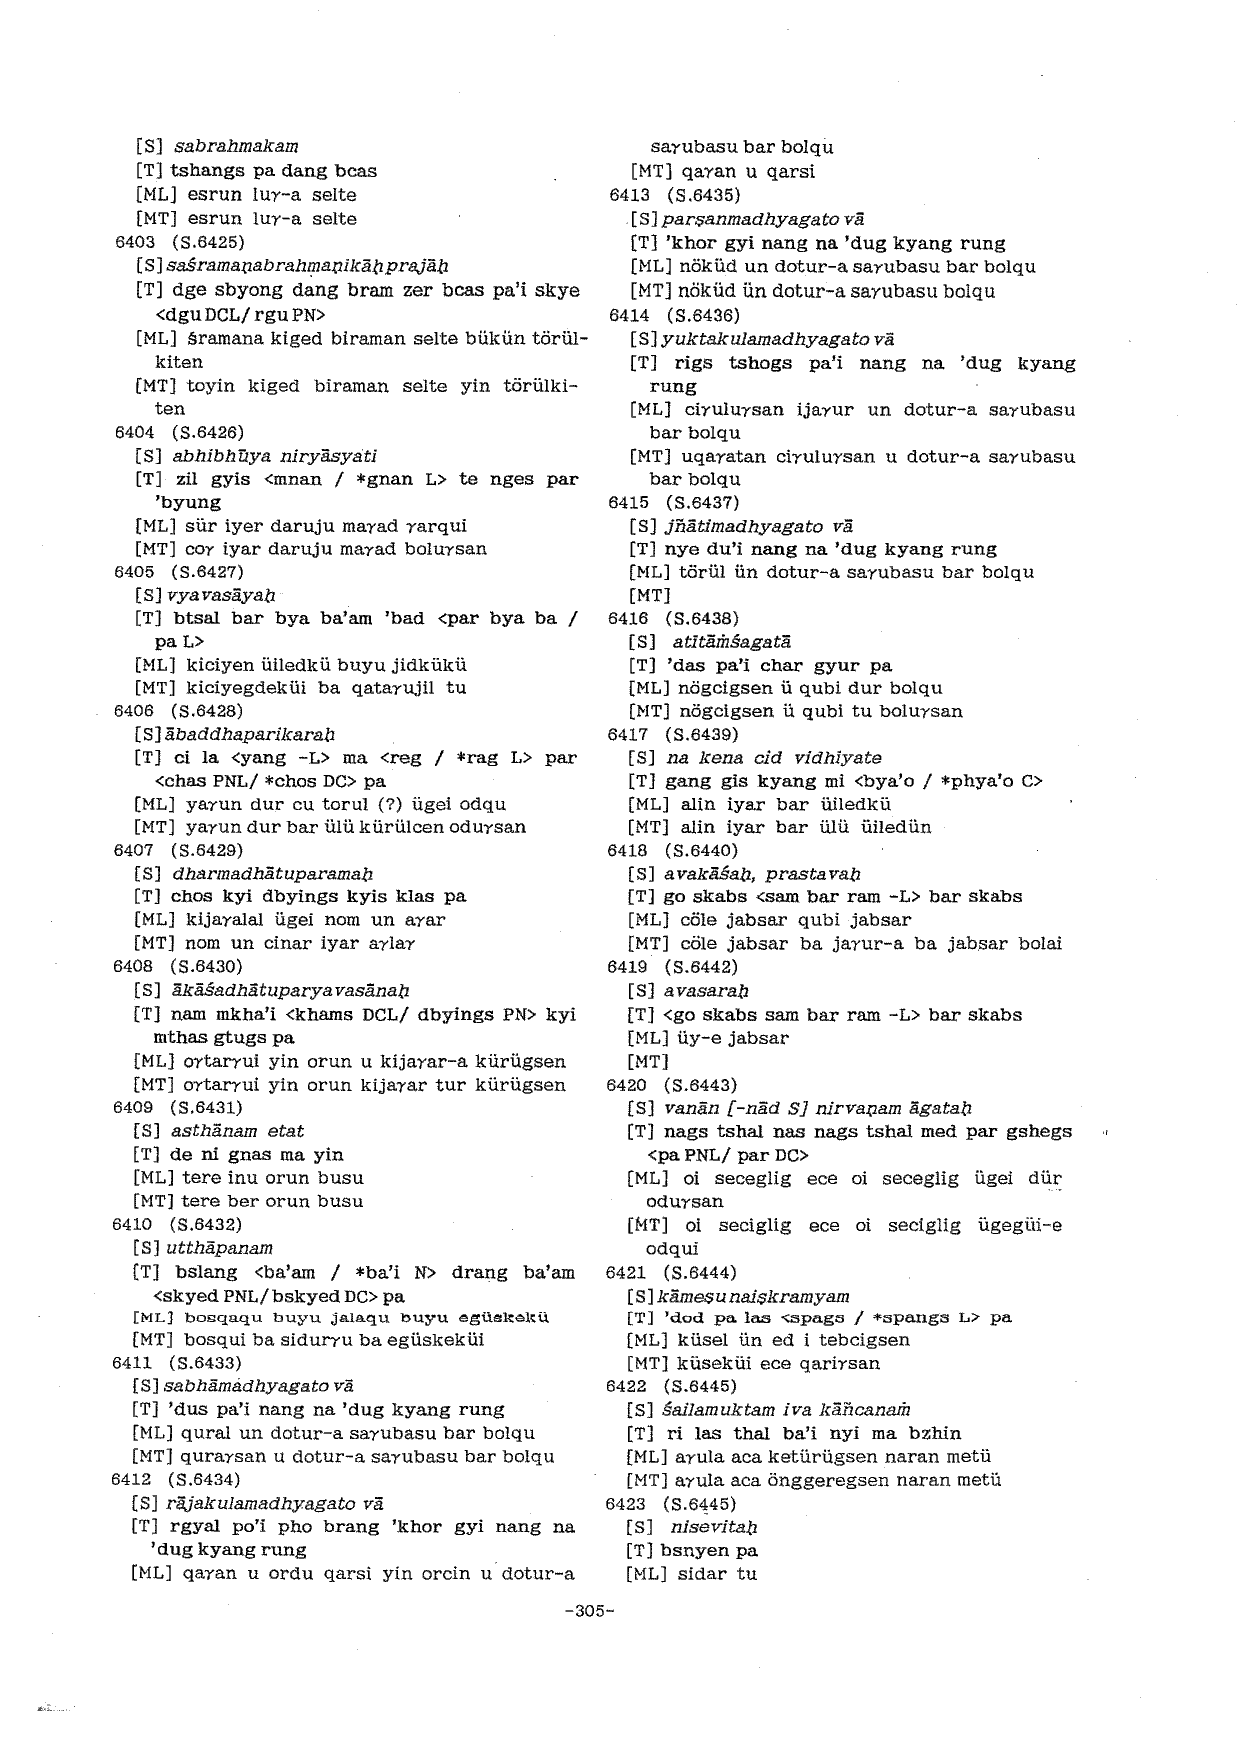 [S] sabrahmakam
[T] tshangs pa dang bcas
[ML] esrun luγ-a selte
[MT] esrun luγ-a selte
6403 (S.6425)
[S] saśramaṇabrahmaṇikāḥ prajāḥ
[T] dge sbyong dang bram zer bcas pa'i skye
<dgu DCL/ rgu PN>
[ML] śramana kiged biraman selte bükün törül-
kiten
[MT] toyin kiged biraman selte yin törülki-
ten
6404 (S.6426)
[S] abhibhūya niryāsyati
[T] zil gyis <mnan / *gnan L> te nges par
'byung
[ML] sür iyer daruju maγad γarqui
[MT] coγ iyar daruju maγad boluγsan
6405 (S.6427)
[S] vyavasāyaḥ
[T] btsal bar bya ba'am 'bad <par bya ba /
pa L>
[ML] kiciyen üiledkü buyu jidkükü
[MT] kiciyegdeküi ba qataγujil tu
6406 (S.6428)
[S] ābaddhaparikaraḥ
[T] ci la <yang -L> ma <reg / *rag L> par
<chas PNL/ *chos DC> pa
[ML] yaγun dur cu torul (?) ügei odqu
[MT] yaγun dur bar ülü kürülcen oduγsan
6407 (S.6429)
[S] dharmadhātuparamaḥ
[T] chos kyi dbyings kyis klas pa
[ML] kijaγalal ügei nom un aγar
[MT] nom un cinar iyar aγlaγ
6408 (S.6430)
[S] ākāśadhātuparyavasānaḥ
[T] nam mkha'i <khams DCL/ dbyings PN> kyi
mthas gtugs pa
[ML] oγtarγui yin orun u kijaγar-a kürügsen
[MT] oγtarγui yin orun kijaγar tur kürügsen
6409 (S.6431)
[S] asthānam etat
[T] de ni gnas ma yin
[ML] tere inu orun busu
[MT] tere ber orun busu
6410 (S.6432)
[S] utthāpanam
[T] bslang <ba'am / *ba'i N> drang ba'am
<skyed PNL/ bskyed DC> pa
[ML] bosqaqu buyu jalaqu buyu egüskekü
[MT] bosqui ba sidurγu ba egüskeküi
6411 (S.6433)
[S] sabhāmadhyagato vā
[T] 'dus pa'i nang na 'dug kyang rung
[ML] qural un dotur-a saγubasu bar bolqu
[MT] quraγsan u dotur-a saγubasu bar bolqu
6412 (S.6434)
[S] rājakulamadhyagato vā
[T] rgyal po'i pho brang 'khor gyi nang na
'dug kyang rung
[ML] qaγan u ordu qarsi yin orcin u dotur-a
saγubasu bar bolqu
[MT] qaγan u qarsi
6413 (S.6435)
[S] parṣanmadhyagato vā
[T] 'khor gyi nang na 'dug kyang rung
[ML] nöküd un dotur-a saγubasu bar bolqu
[MT] nöküd ün dotur-a saγubasu bolqu
6414 (S.6436)
[S] yuktakulamadhyagato vā
[T] rigs tshogs pa'i nang na 'dug kyang
rung
[ML] ciγuluγsan ijaγur un dotur-a saγubasu
bar bolqu
[MT] uqaγatan ciγuluγsan u dotur-a saγubasu
bar bolqu
6415 (S.6437)
[S] jñātimadhyagato vā
[T] nye du'i nang na 'dug kyang rung
[ML] törül ün dotur-a saγubasu bar bolqu
[MT]
6416 (S.6438)
[S] atītāṁśagatā
[T] 'das pa'i char gyur pa
[ML] nögcigsen ü qubi dur bolqu
[MT] nögcigsen ü qubi tu boluγsan
6417 (S.6439)
[S] na kena cid vidhīyate
[T] gang gis kyang mi <bya'o / *phya'o C>
[ML] alin iyar bar üiledkü
[MT] alin iyar bar ülü üiledün
6418 (S.6440)
[S] avakāśaḥ, prastavaḥ
[T] go skabs <sam bar ram -L> bar skabs
[ML] cöle jabsar qubi jabsar
[MT] cöle jabsar ba jaγur-a ba jabsar bolai
6419 (S.6442)
[S] avasaraḥ
[T] <go skabs sam bar ram -L> bar skabs
[ML] üy-e jabsar
[MT]
6420 (S.6443)
[S] vanān [-nād S] nirvaṇam āgataḥ
[T] nags tshal nas nags tshal med par gshegs
<pa PNL/ par DC>
[ML] oi seceglig ece oi seceglig ügei dür
oduγsan
[MT] oi seciglig ece oi seciglig ügegüi-e
odqui
6421 (S.6444)
[S] kāmeṣu naiṣkramyam
[T] 'dod pa las <spags / *spangs L> pa
[ML] küsel ün ed i tebcigsen
[MT] küseküi ece qariγsan
6422 (S.6445)
[S] śailamuktam iva kāñcanaṁ
[T] ri las thal ba'i nyi ma bzhin
[ML] aγula aca ketürügsen naran metü
[MT] aγula aca önggeregsen naran metü
6423 (S.6445)
[S] nisevitaḥ
[T] bsnyen pa
[ML] sidar tu
-305-